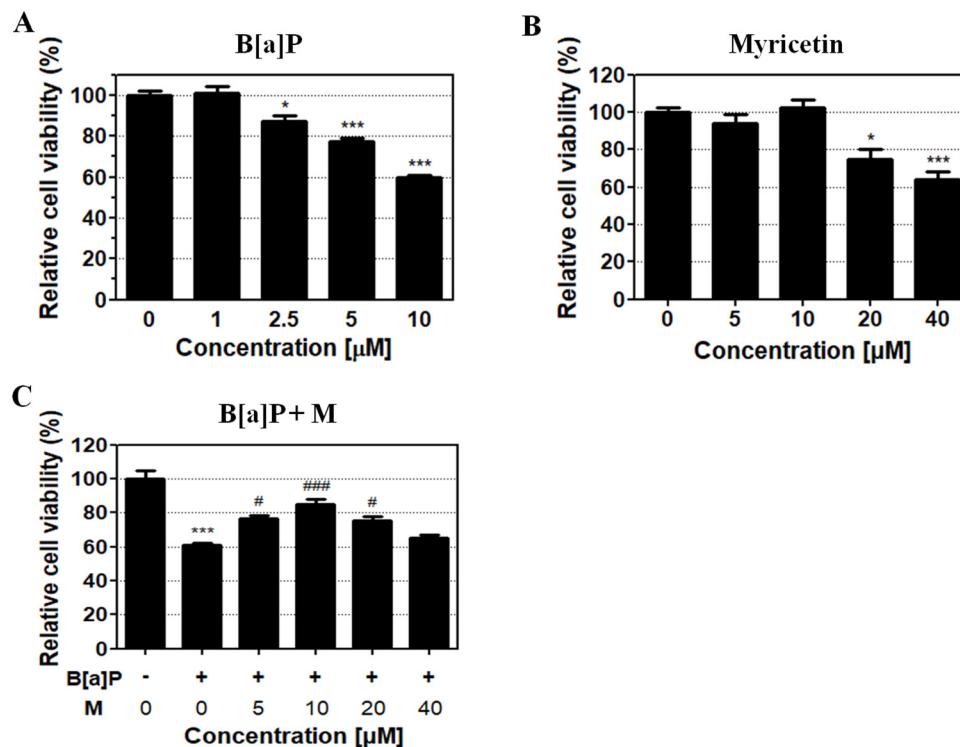 A
B[a]P
Relative cell viability (%)
100
80
60
40
20
0
*
***
***
0 1 2.5 5 10
Concentration [μM]
B
Myricetin
Relative cell viability (%)
120
100
80
60
40
20
0
*
***
0 5 10 20 40
Concentration [μM]
C
B[a]P + M
Relative cell viability (%)
120
100
80
60
40
20
0
***
#
###
#
B[a]P - + + + + +
M 0 0 5 10 20 40
Concentration [μM]